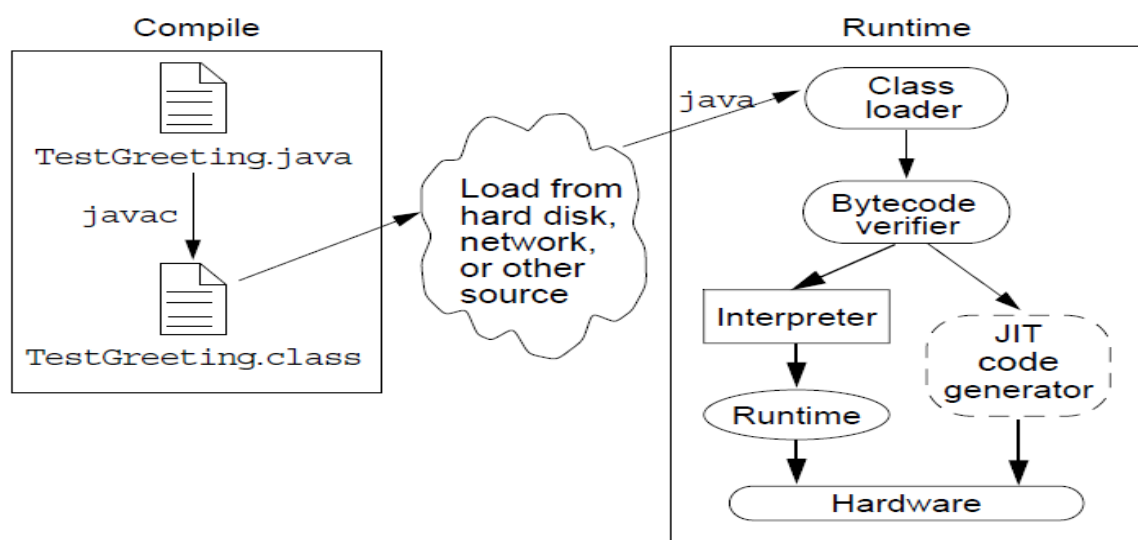 Compile
TestGreeting.java
javac
TestGreeting.class
Load from
hard disk,
network,
or other
source
Runtime
java
Class
loader
Bytecode
verifier
Interpreter
JIT
code
generator
Runtime
Hardware